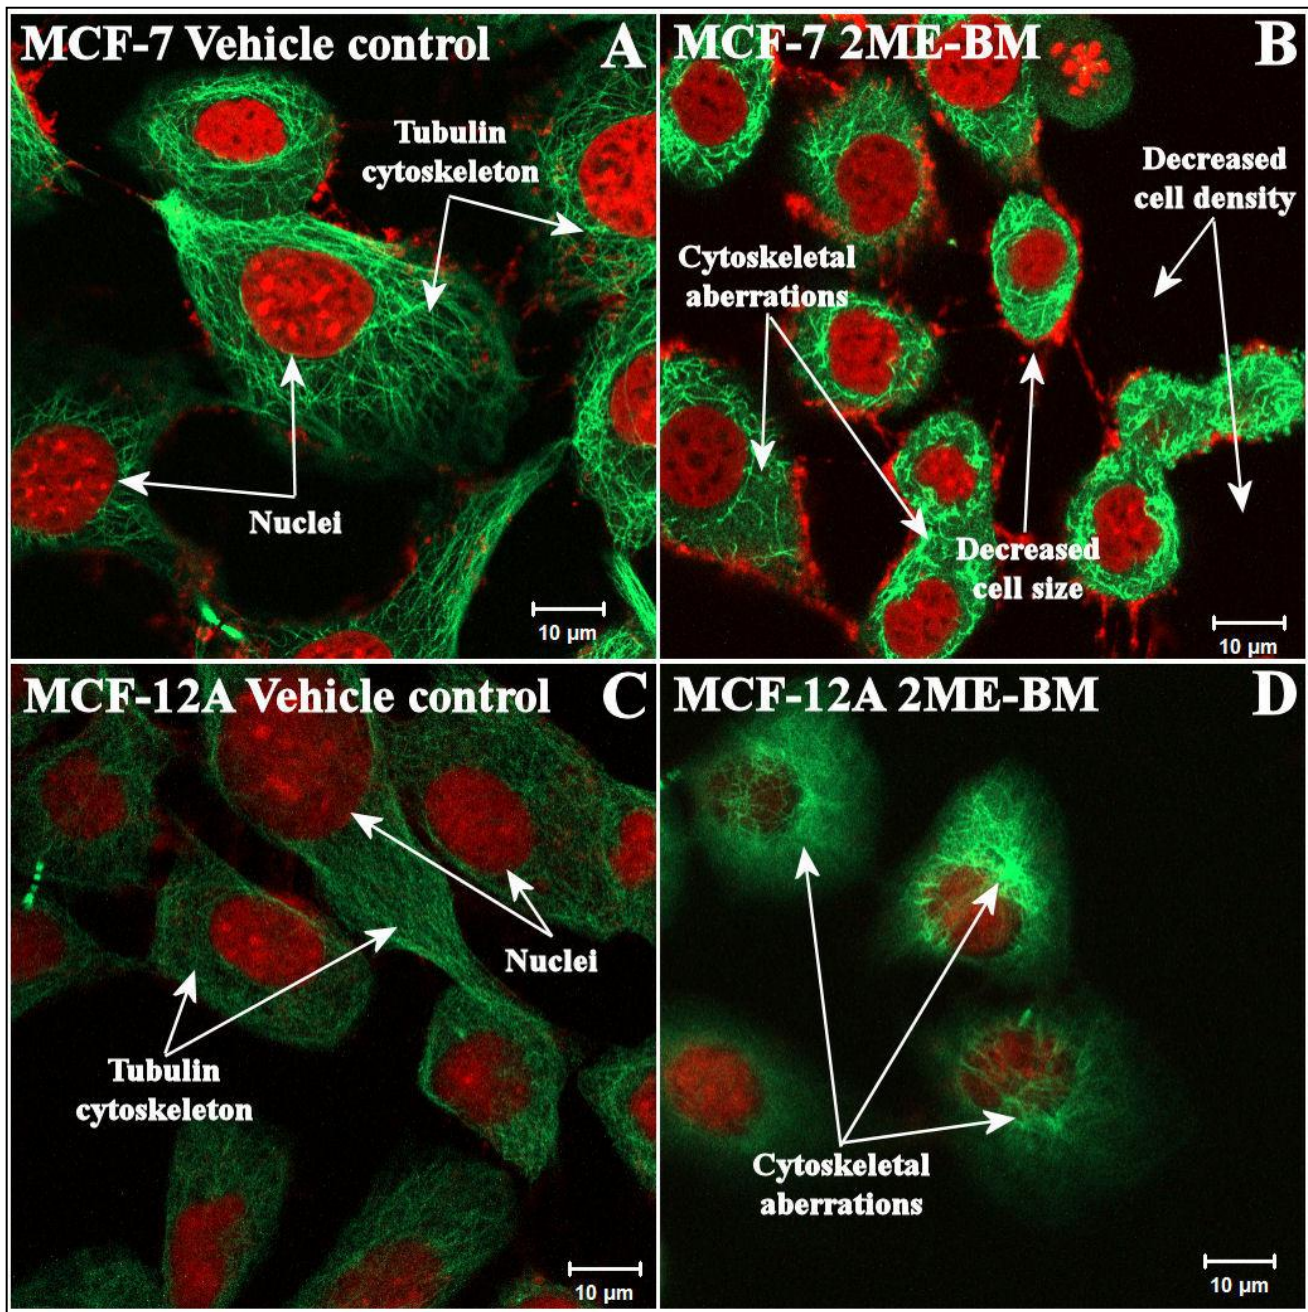 MCF-7 Vehicle control A
Tubulin
cytoskeleton
Nuclei
10 µm
MCF-7 2ME-BM B
Decreased
cell density
Cytoskeletal
aberrations
Decreased
cell size
10 µm
MCF-12A Vehicle control C
Nuclei
Tubulin
cytoskeleton
10 µm
MCF-12A 2ME-BM D
Cytoskeletal
aberrations
10 µm